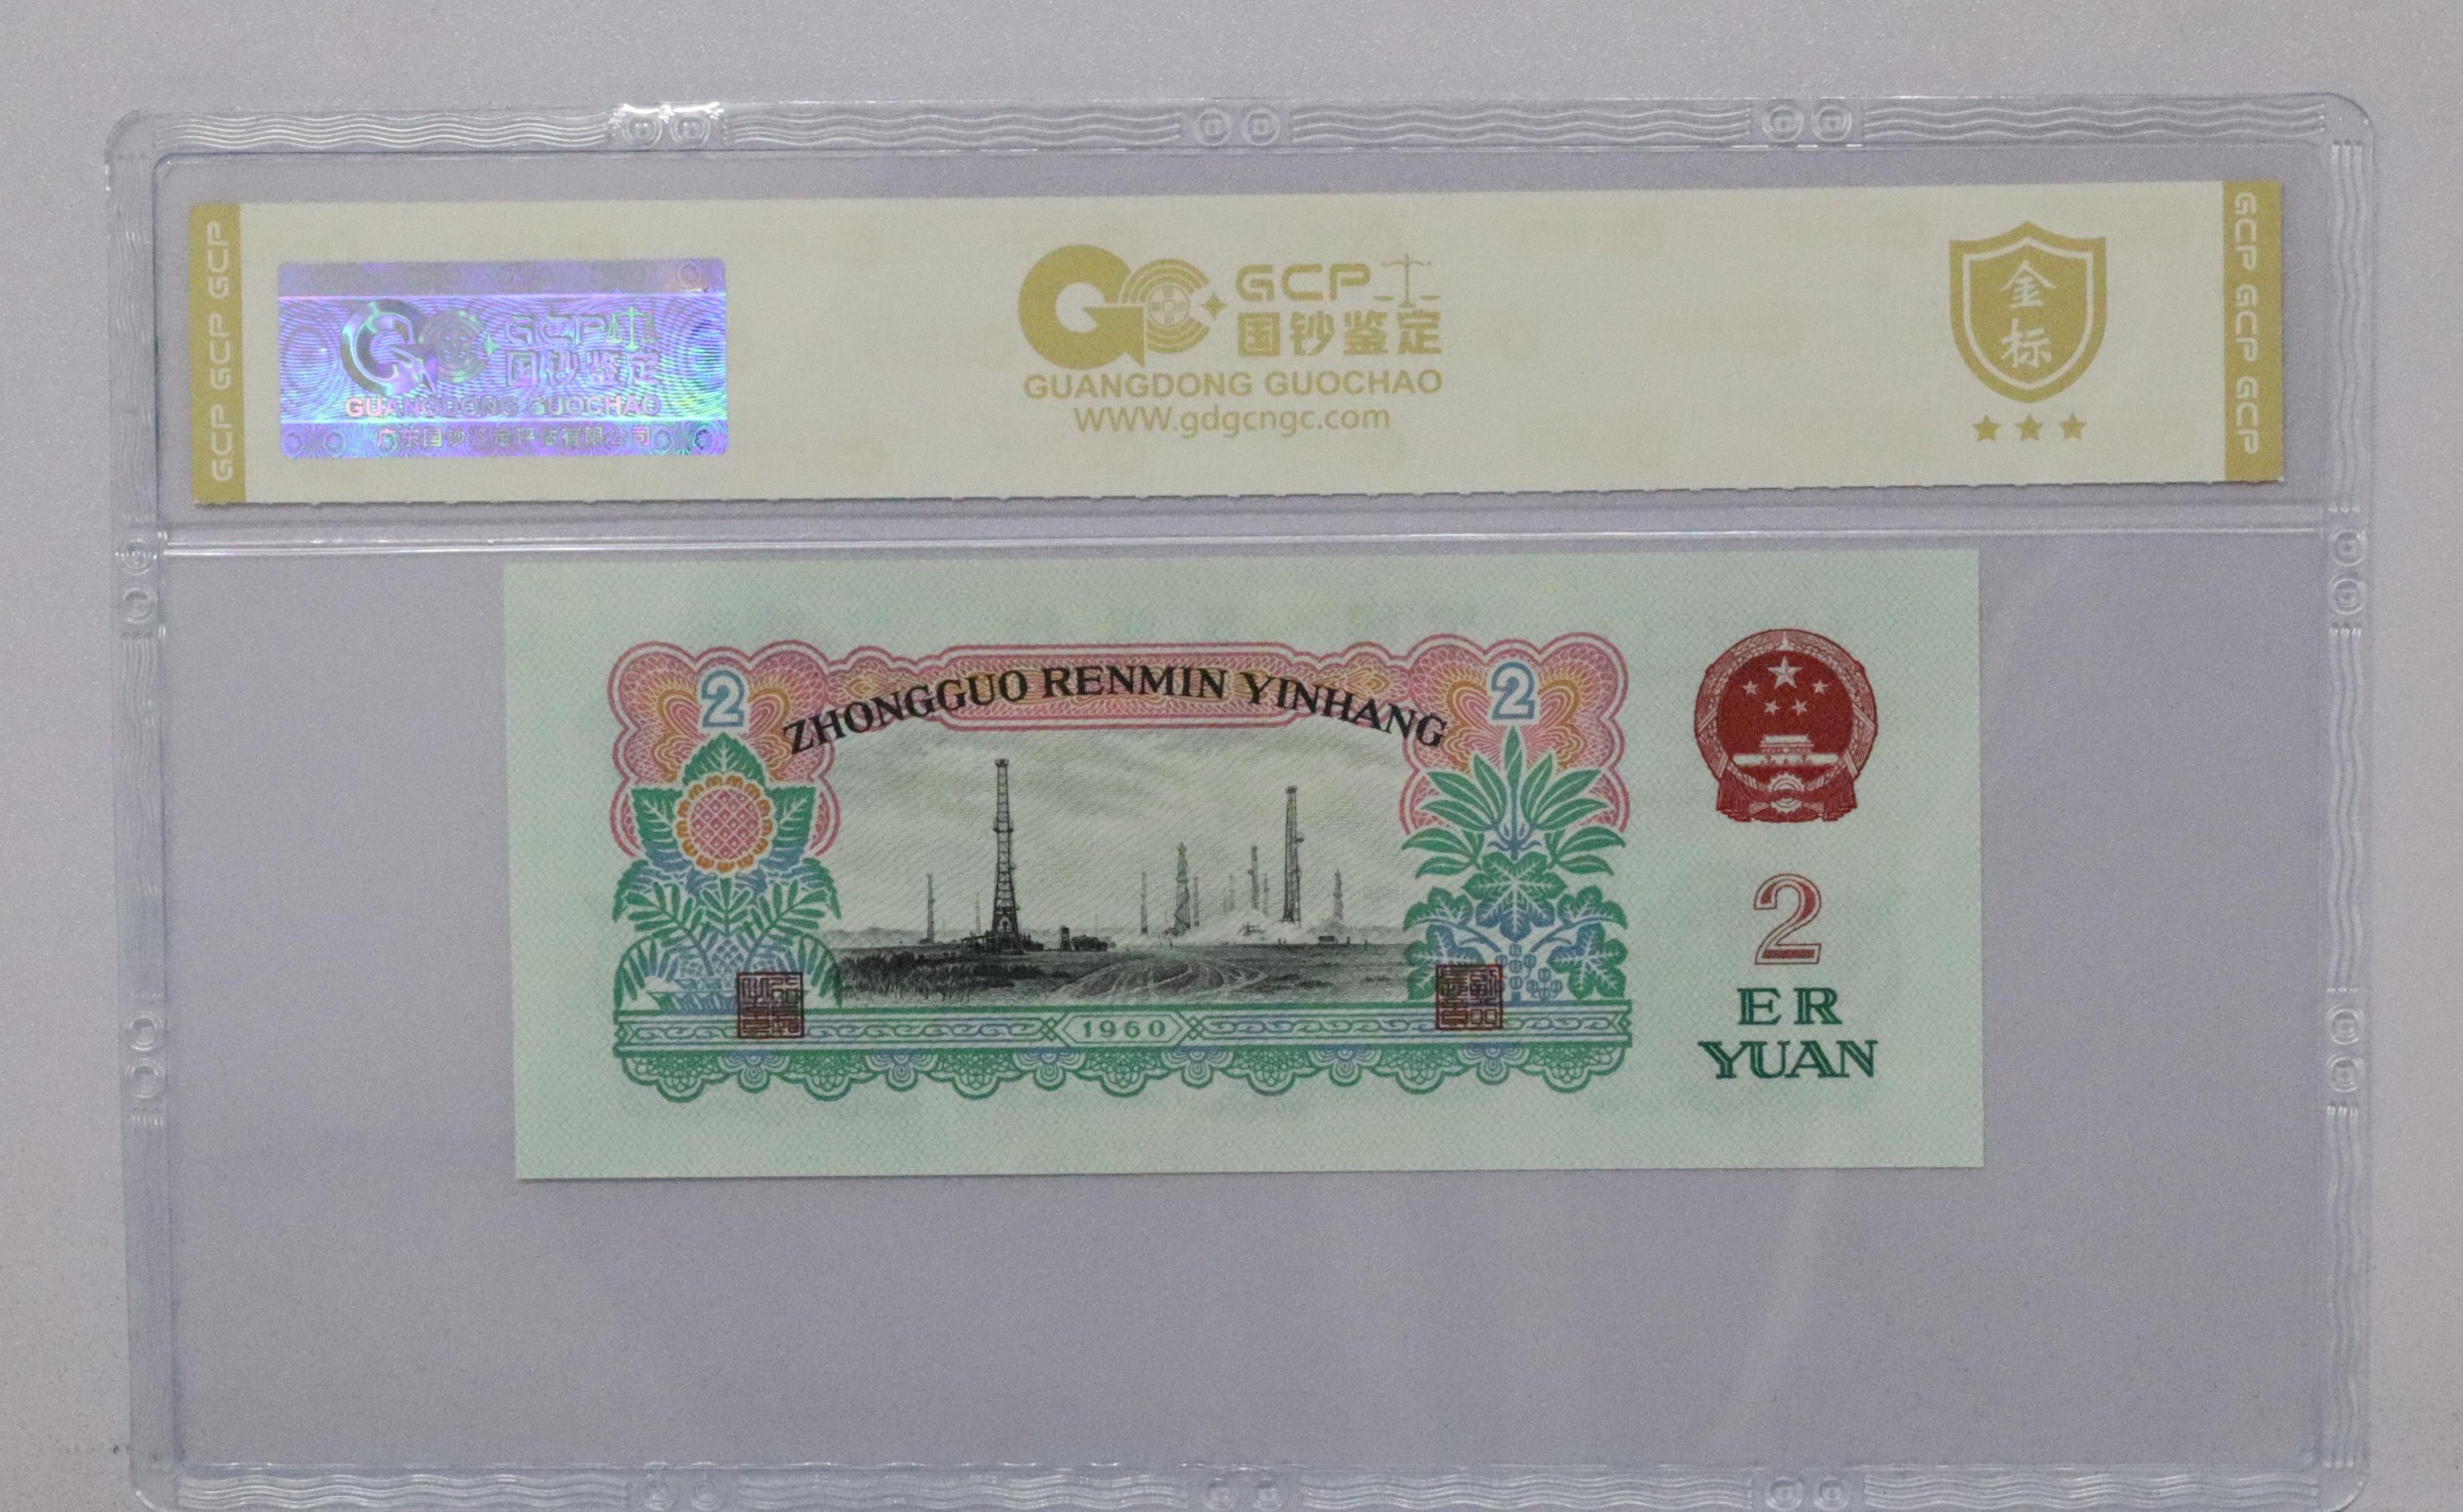 GCP GCP GCP
GCP
国钞鉴定
GUANGDONG GUOCHAO
广东国钞鉴定评估有限公司
GCP
国钞鉴定
GUANGDONG GUOCHAO
WWW.gdgcngc.com
金
标
GCP GCP GCP
2
ZHONGGUO RENMIN YINHANG
2
1960
2
ER
YUAN